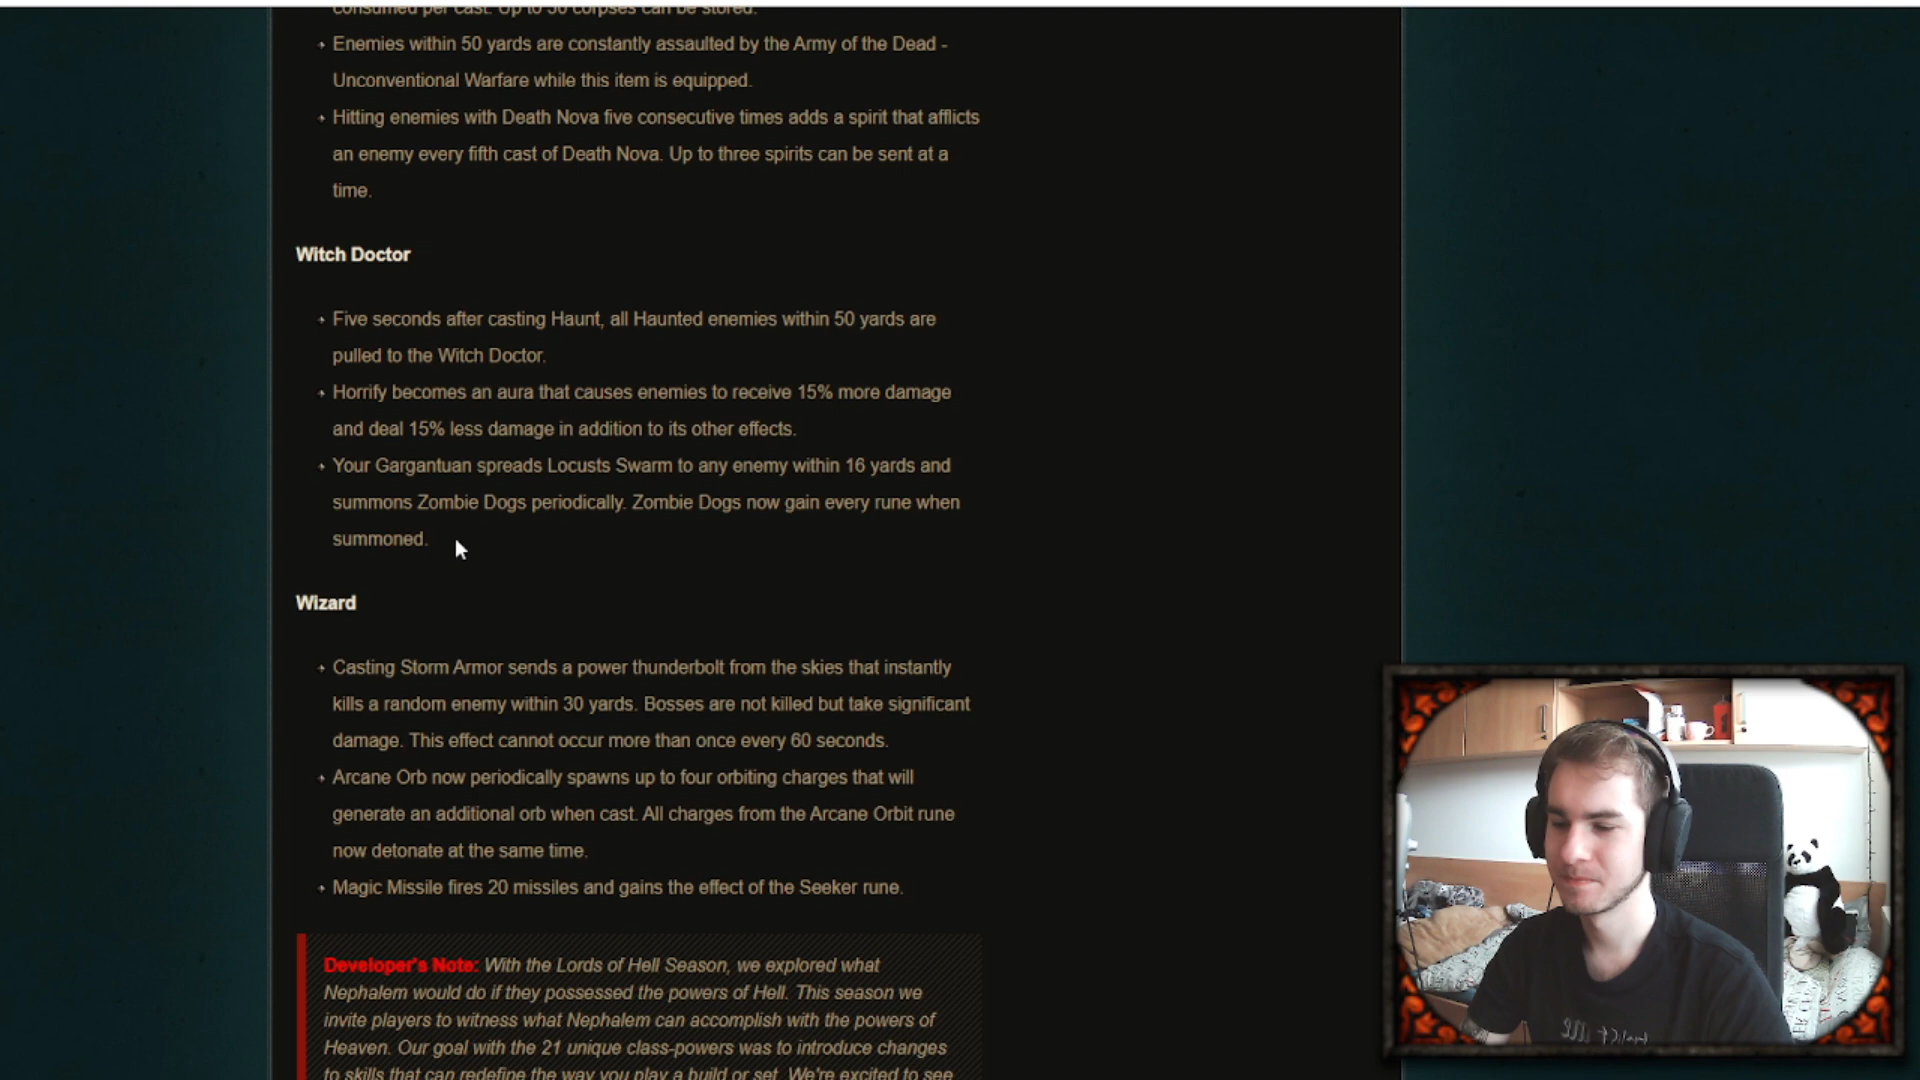 consumed per cast. Up to 30 corpses can be stored.
Enemies within 50 yards are constantly assaulted by the Army of the Dead -
Unconventional Warfare while this item is equipped.
Hitting enemies with Death Nova five consecutive times adds a spirit that afflicts
an enemy every fifth cast of Death Nova. Up to three spirits can be sent at a
time.
Witch Doctor
Five seconds after casting Haunt, all Haunted enemies within 50 yards are
pulled to the Witch Doctor.
Horrify becomes an aura that causes enemies to receive 15% more damage
and deal 15% less damage in addition to its other effects.
Your Gargantuan spreads Locusts Swarm to any enemy within 16 yards and
summons Zombie Dogs periodically. Zombie Dogs now gain every rune when
summoned.
Wizard
Casting Storm Armor sends a power thunderbolt from the skies that instantly
kills a random enemy within 30 yards. Bosses are not killed but take significant
damage. This effect cannot occur more than once every 60 seconds.
Arcane Orb now periodically spawns up to four orbiting charges that will
generate an additional orb when cast. All charges from the Arcane Orbit rune
now detonate at the same time.
Magic Missile fires 20 missiles and gains the effect of the Seeker rune.
Developer's Note: With the Lords of Hell Season, we explored what
Nephalem would do if they possessed the powers of Hell. This season we
invite players to witness what Nephalem can accomplish with the powers of
Heaven. Our goal with the 21 unique class-powers was to introduce changes
to skills that can redefine the way you play a build or set. We're excited to see